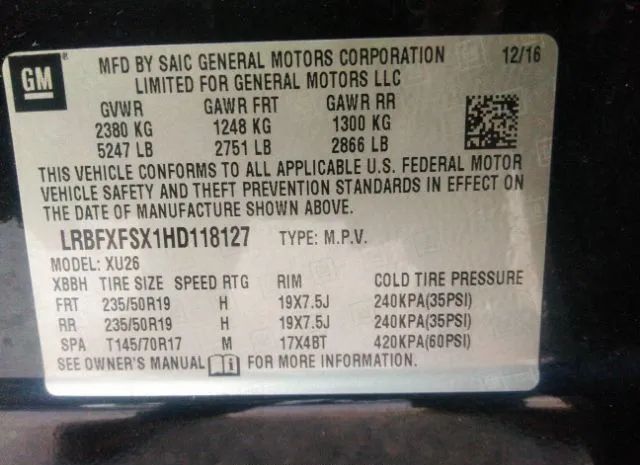 GM
MFD BY SAIC GENERAL MOTORS CORPORATION 12/16
LIMITED FOR GENERAL MOTORS LLC
GVWR GAWR FRT GAWR RR
2380 KG 1248 KG 1300 KG
5247 LB 2751 LB 2866 LB
THIS VEHICLE CONFORMS TO ALL APPLICABLE U.S. FEDERAL MOTOR
VEHICLE SAFETY AND THEFT PREVENTION STANDARDS IN EFFECT ON
THE DATE OF MANUFACTURE SHOWN ABOVE.
LRBFXFSX1HD118127 TYPE: M.P.V.
MODEL: XU26
XBBH TIRE SIZE SPEED RTG RIM COLD TIRE PRESSURE
FRT 235/50R19 H 19X7.5J 240KPA(35PSI)
RR 235/50R19 H 19X7.5J 240KPA(35PSI)
SPA T145/70R17 M 17X4BT 420KPA(60PSI)
SEE OWNER'S MANUAL FOR MORE INFORMATION.